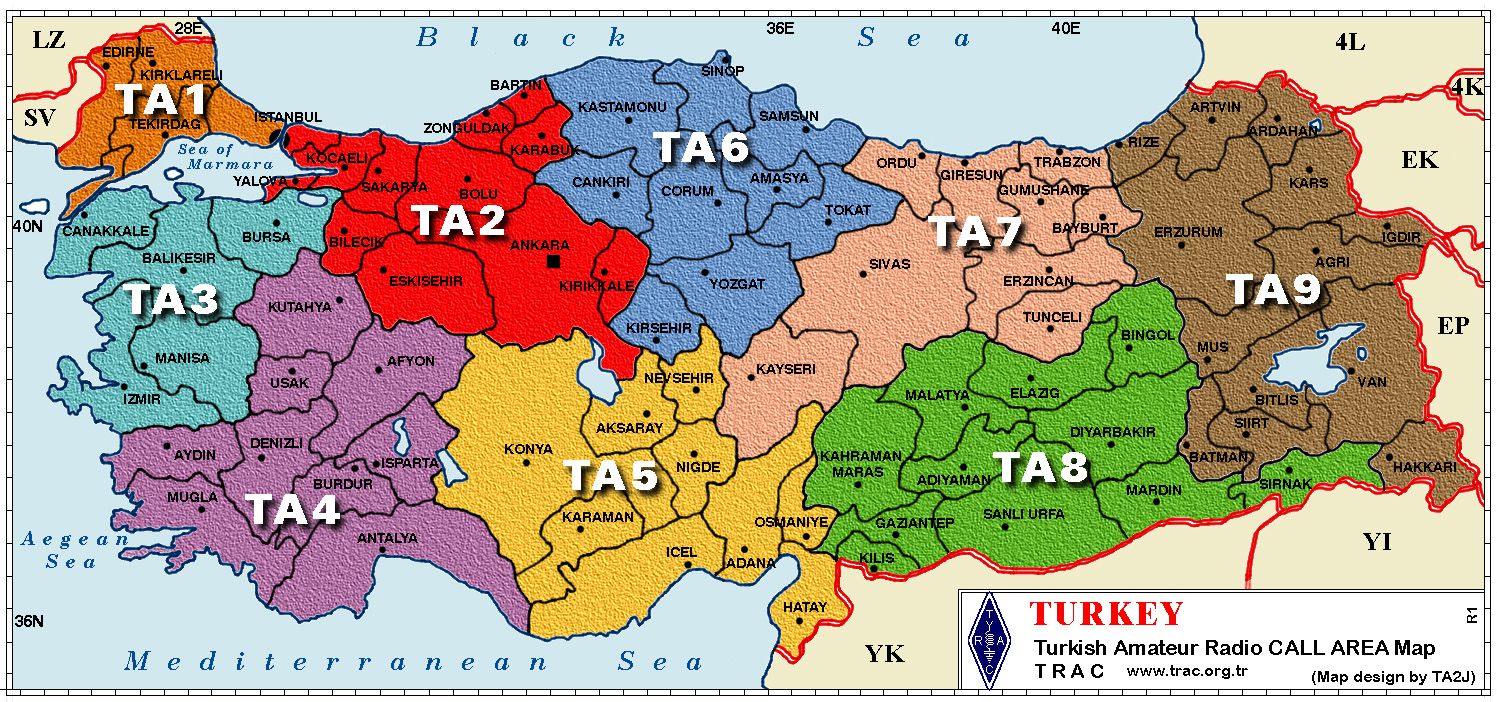 28E
36E
40E
B l a c k
S e a
LZ
4L
EDIRNE
KIRKLARELI
SINOP
BARTIN
4K
TA1
KASTAMONU
ARTVIN
SV
TEKIRDAG
ISTANBUL
ZONGULDAK
SAMSUN
ARDAHAN
Sea of
Marmara
KOCAELI
KARABUK
TA6
ORDU
GIRESUN
TRABZON
RIZE
EK
YALOVA
SAKARYA
BOLU
CANKIRI
CORUM
AMASYA
GUMUSHANE
KARS
40N
CANAKKALE
BURSA
TA2
TOKAT
TA7
BAYBURT
BILECIK
ANKARA
ERZURUM
IGDIR
BALIKESIR
ESKISEHIR
KIRIKKALE
YOZGAT
SIVAS
ERZINCAN
AGRI
TA3
KUTAHYA
TA9
KIRSEHIR
TUNCELI
EP
MANISA
AFYON
BINGOL
MUS
IZMIR
USAK
NEVSEHIR
KAYSERI
MALATYA
ELAZIG
VAN
AKSARAY
BITLIS
AYDIN
DENIZLI
KONYA
DIYARBAKIR
SIIRT
ISPARTA
NIGDE
KAHRAMAN
MARAS
BATMAN
HAKKARI
BURDUR
TA5
ADIYAMAN
TA8
MARDIN
SIRNAK
MUGLA
TA4
KARAMAN
OSMANIYE
GAZIANTEP
SANLI URFA
Aegean
Sea
ANTALYA
ICEL
ADANA
KILIS
YI
36N
HATAY
YK
M e d i t e r r a n e a n
S e a
T
R A
C
TURKEY
Turkish Amateur Radio CALL AREA Map
TRAC www.trac.org.tr
(Map design by TA2J)
R1